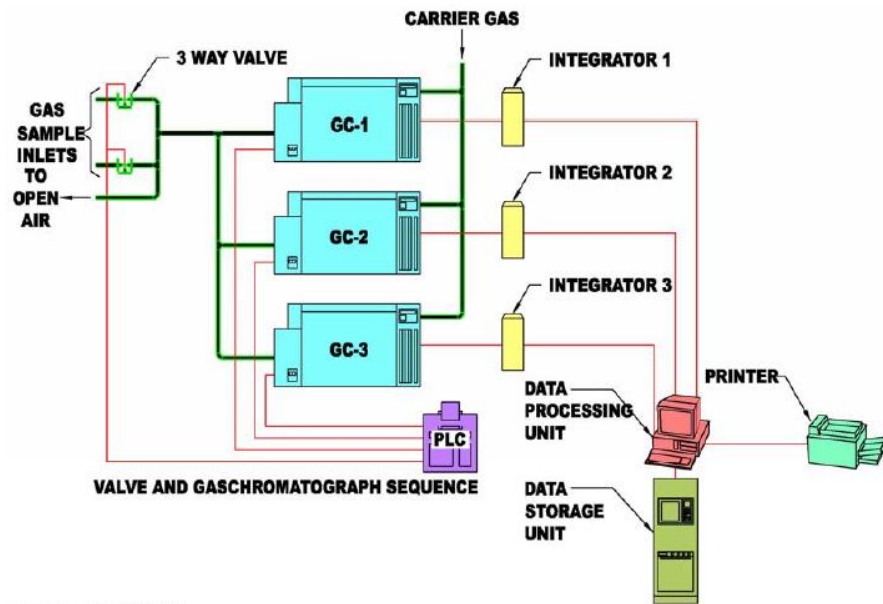 CARRIER GAS
3 WAY VALVE
INTEGRATOR 1
GAS
SAMPLE
INLETS
TO
OPEN
AIR
GC-1
INTEGRATOR 2
GC-2
INTEGRATOR 3
GC-3
PRINTER
DATA
PROCESSING
UNIT
PLC
VALVE AND GASCHROMATOGRAPH SEQUENCE
DATA
STORAGE
UNIT